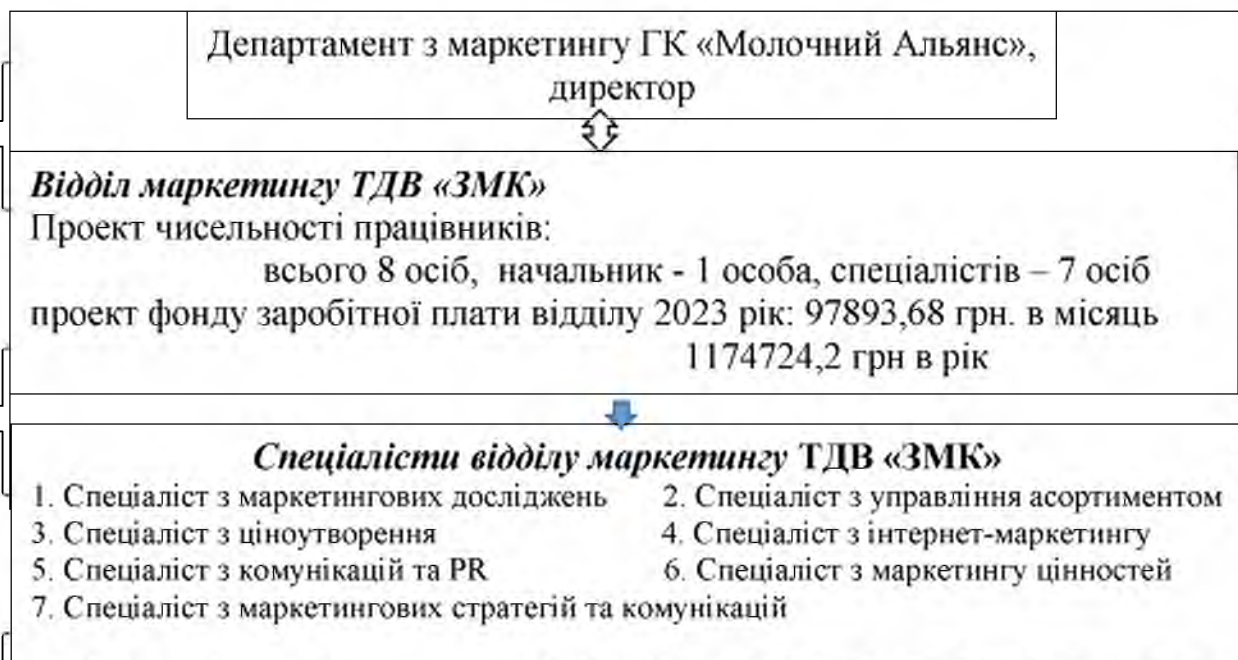 Департамент з маркетингу ГК «Молочний Альянс»,
директор
Відділ маркетингу ТДВ «ЗМК»
Проект чисельності працівників:
всього 8 осіб, начальник - 1 особа, спеціалістів – 7 осіб
проект фонду заробітної плати відділу 2023 рік: 97893,68 грн. в місяць
1174724,2 грн в рік
Спеціалісти відділу маркетингу ТДВ «ЗМК»
1. Спеціаліст з маркетингових досліджень 2. Спеціаліст з управління асортиментом
3. Спеціаліст з ціноутворення 4. Спеціаліст з інтернет-маркетингу
5. Спеціаліст з комунікацій та PR 6. Спеціаліст з маркетингу цінностей
7. Спеціаліст з маркетингових стратегій та комунікацій